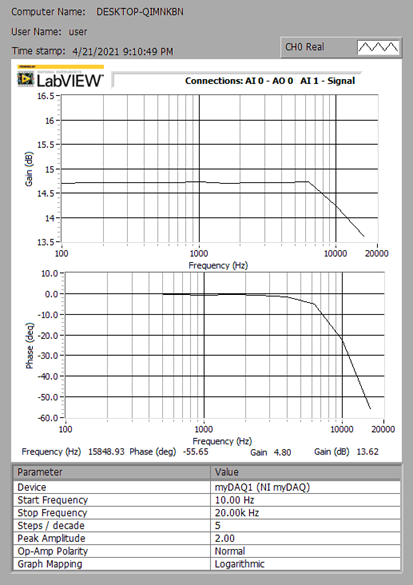 Computer Name: DESKTOP-QIMNKBN
User Name: user
Time stamp: 4/21/2021 9:10:49 PM
CH0 Real
LabVIEW™
Connections: AI 0 - AO 0 AI 1 - Signal
16.5
16
15.5
15
14.5
14
13.5
Gain (dB)
100 1000 10000 20000
Frequency (Hz)
10.0
0.0
-10.0
-20.0
-30.0
-40.0
-50.0
-60.0
Phase (deg)
100 1000 10000 20000
Frequency (Hz)
Frequency (Hz) 15848.93 Phase (deg) -55.65 Gain 4.80 Gain (dB) 13.62
Parameter Value
Device myDAQ1 (NI myDAQ)
Start Frequency 10.00 Hz
Stop Frequency 20.00k Hz
Steps / decade 5
Peak Amplitude 2.00
Op-Amp Polarity Normal
Graph Mapping Logarithmic